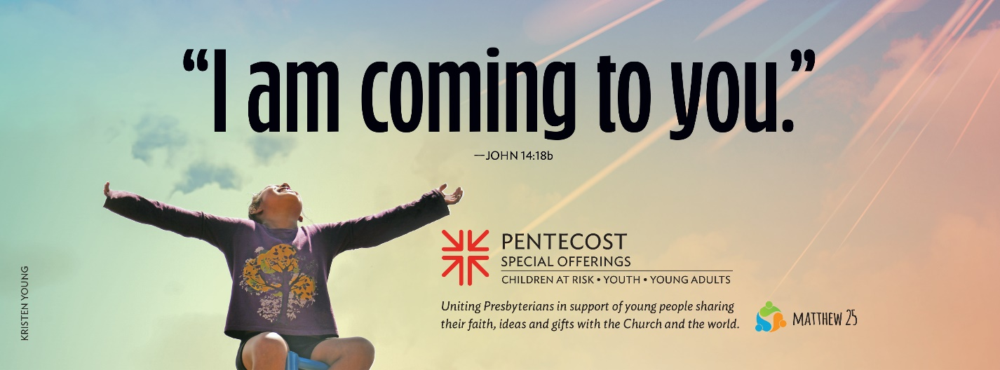 “I am coming to you.”
—JOHN 14:18b
PENTECOST
SPECIAL OFFERINGS
CHILDREN AT RISK • YOUTH • YOUNG ADULTS
Uniting Presbyterians in support of young people sharing
their faith, ideas and gifts with the Church and the world.
MATTHEW 25
KRISTEN YOUNG